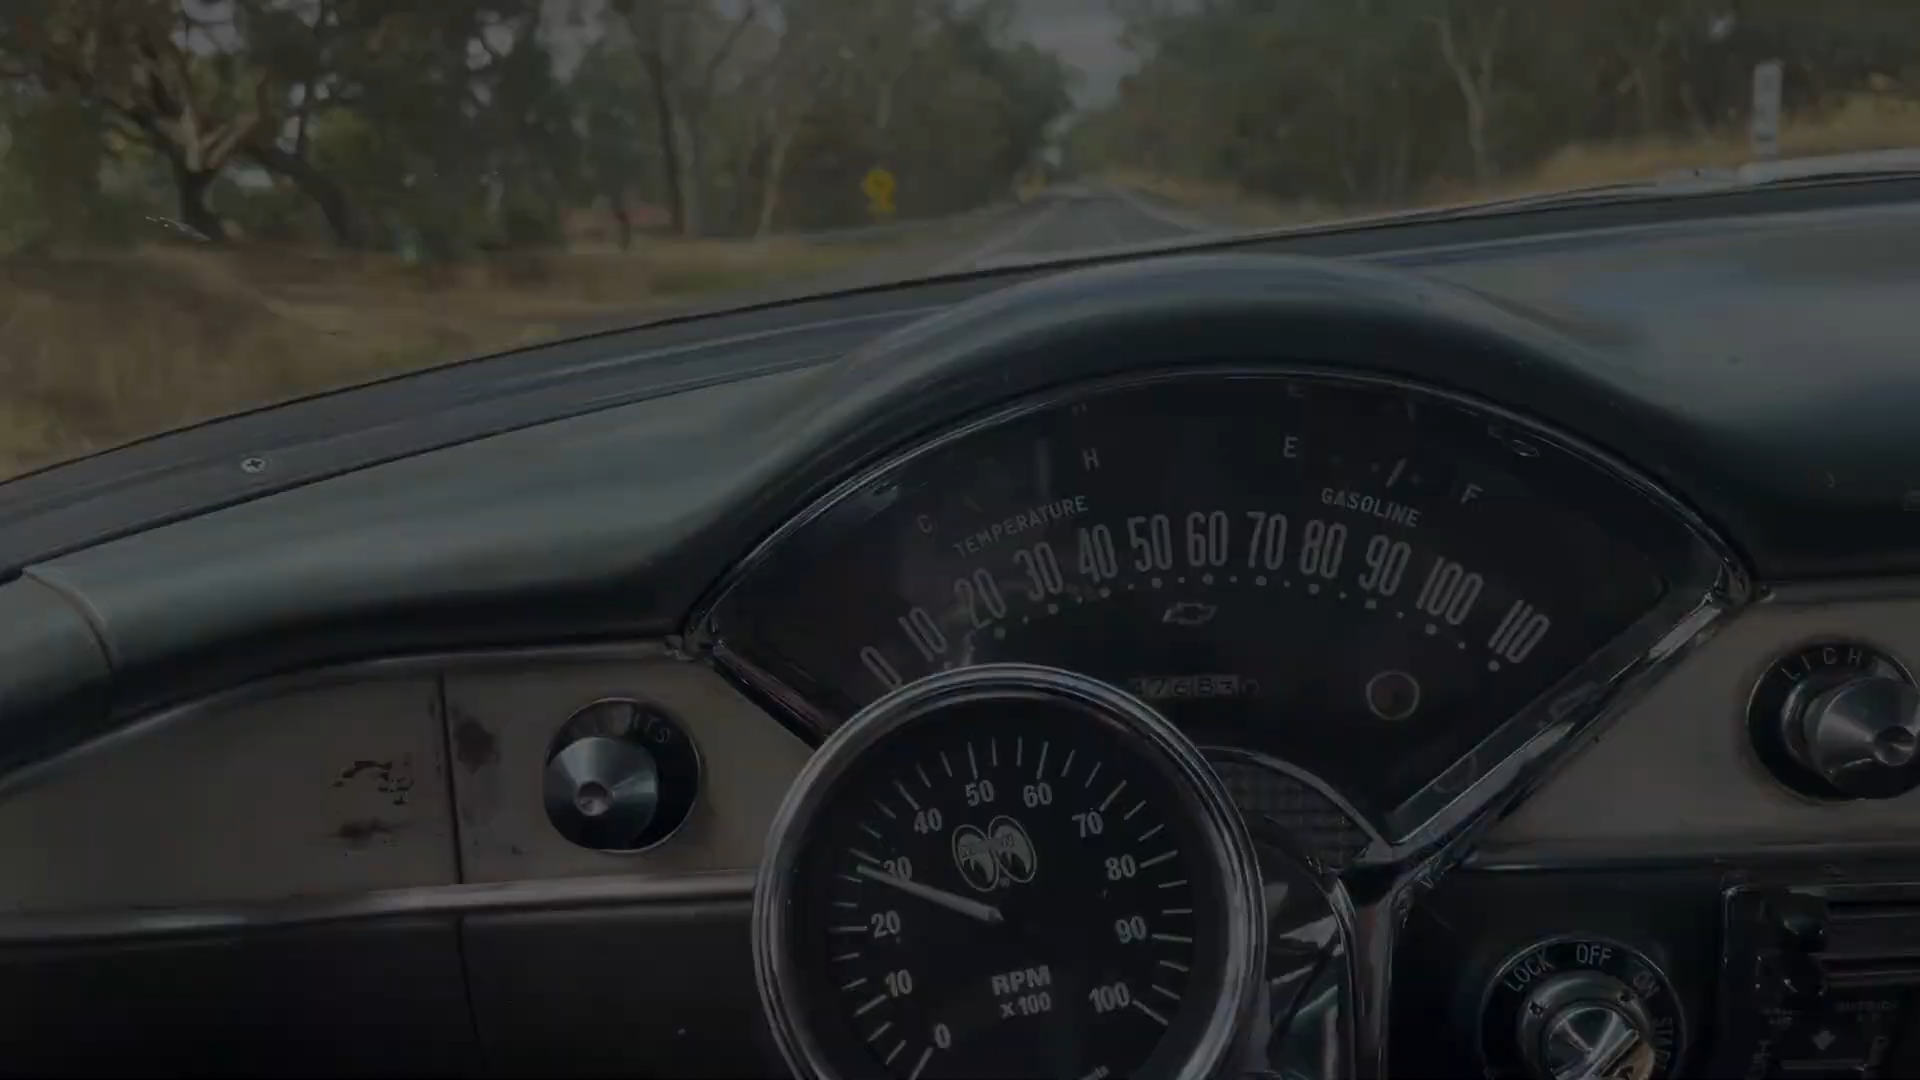 H
E
C
F
TEMPERATURE
GASOLINE
0 10 20 30 40 50 60 70 80 90 100 110
50 60
40 70
30 80
20 90
10 100
0
RPM
x100
LOCK OFF ON